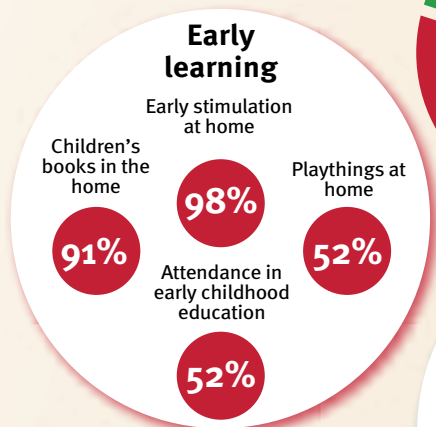 Early
learning
Early stimulation
at home
98%
Children's
books in the
home
91%
Playthings at
home
52%
Attendance in
early childhood
education
52%